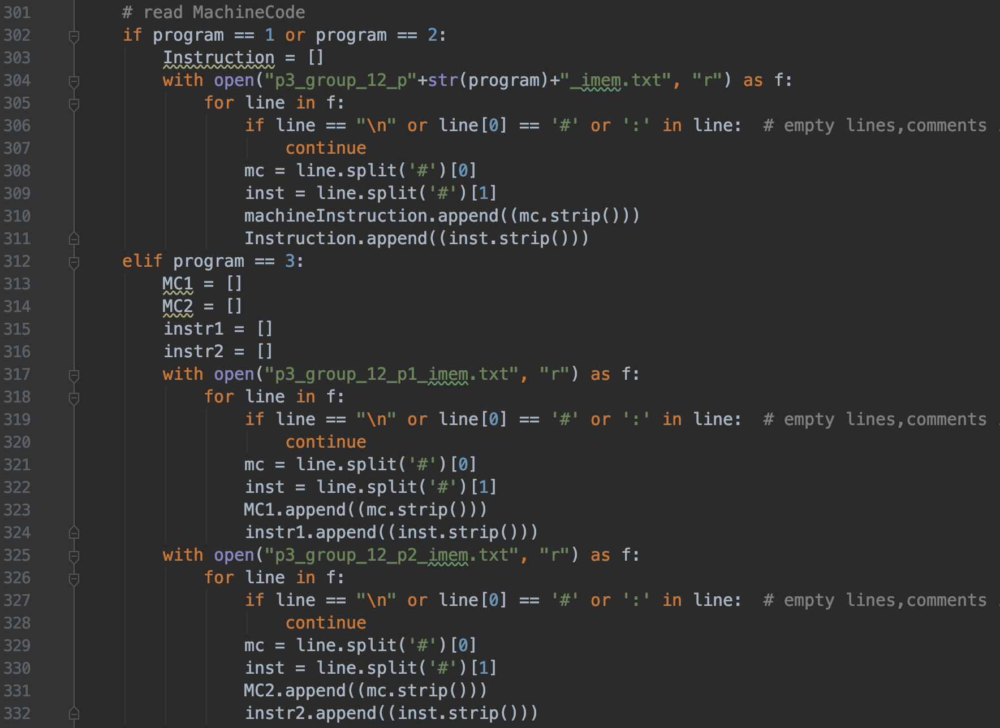 301 # read MachineCode
302 if program == 1 or program == 2:
303 Instruction = []
304 with open("p3_group_12_p"+str(program)+"_imem.txt", "r") as f:
305 for line in f:
306 if line == "\n" or line[0] == '#' or ':' in line:  # empty lines,comments
307 continue
308 mc = line.split('#')[0]
309 inst = line.split('#')[1]
310 machineInstruction.append((mc.strip()))
311 Instruction.append((inst.strip()))
312 elif program == 3:
313 MC1 = []
314 MC2 = []
315 instr1 = []
316 instr2 = []
317 with open("p3_group_12_p1_imem.txt", "r") as f:
318 for line in f:
319 if line == "\n" or line[0] == '#' or ':' in line:  # empty lines,comments
320 continue
321 mc = line.split('#')[0]
322 inst = line.split('#')[1]
323 MC1.append((mc.strip()))
324 instr1.append((inst.strip()))
325 with open("p3_group_12_p2_imem.txt", "r") as f:
326 for line in f:
327 if line == "\n" or line[0] == '#' or ':' in line:  # empty lines,comments
328 continue
329 mc = line.split('#')[0]
330 inst = line.split('#')[1]
331 MC2.append((mc.strip()))
332 instr2.append((inst.strip()))